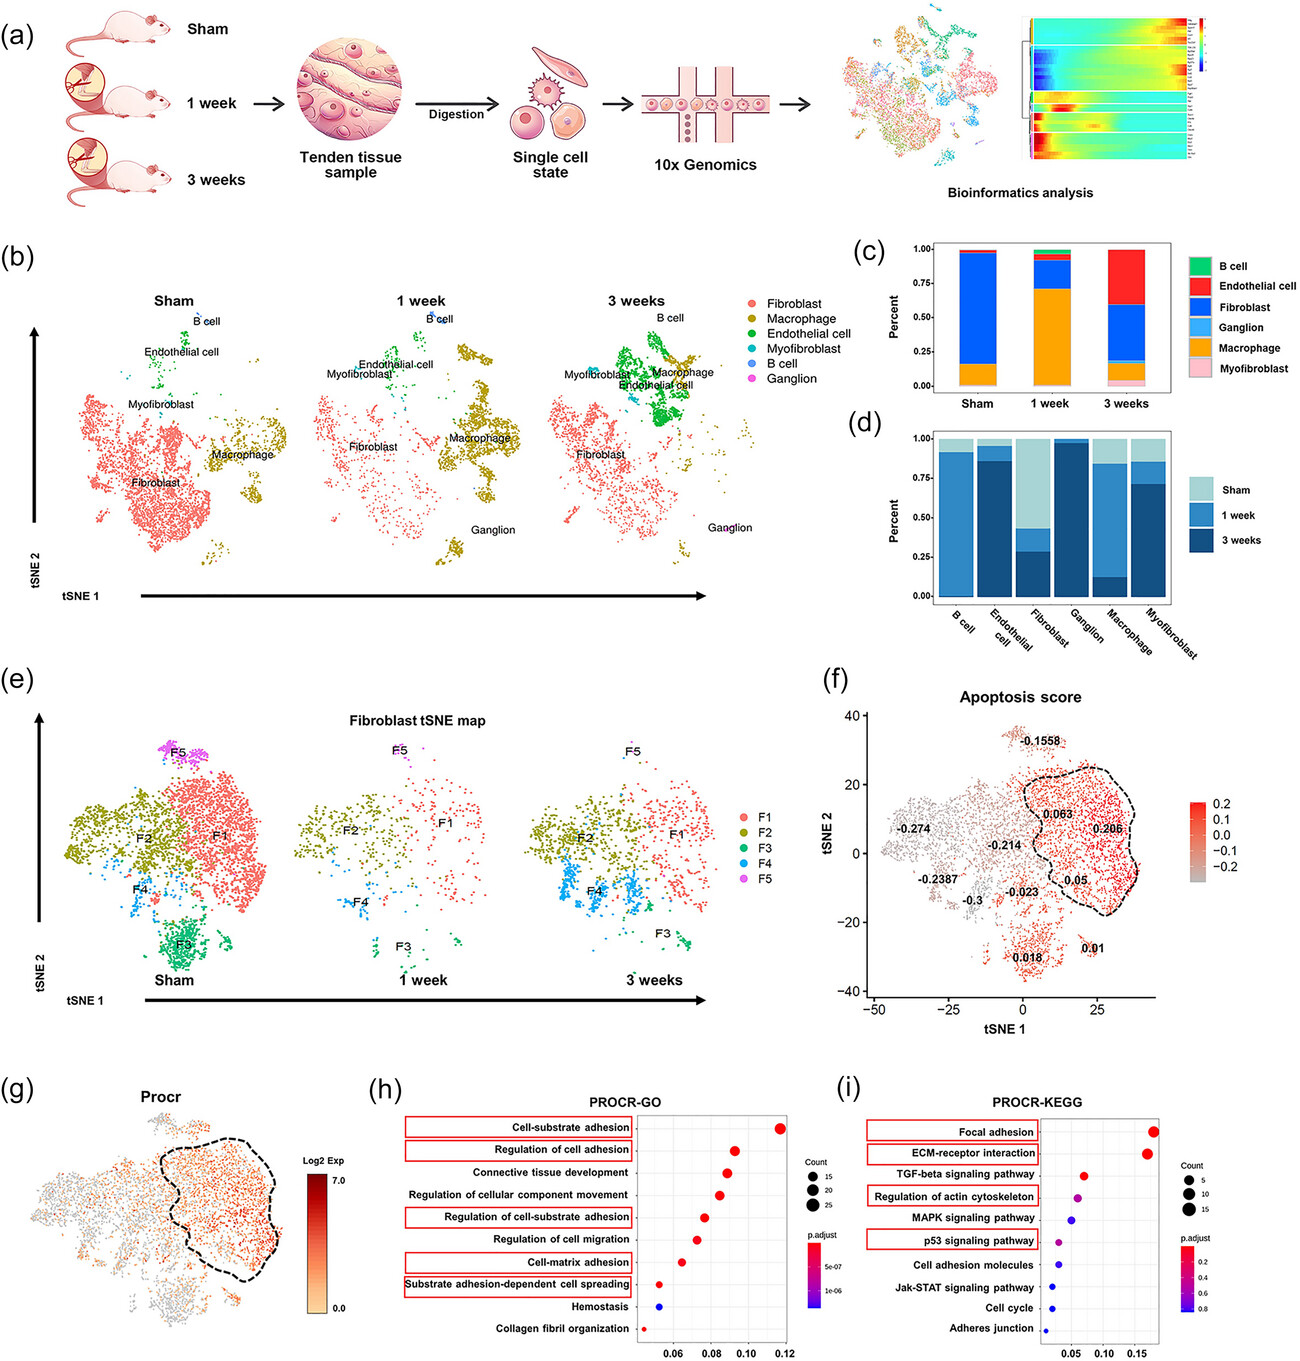 (a)
Sham
1 week
3 weeks
Tenden tissue
sample
Digestion
Single cell
state
10x Genomics
Bioinformatics analysis
(b)
Sham
1 week
3 weeks
B cell
Endothelial cell
Myofibroblast
Macrophage
Fibroblast
B cell
Endothelial cell
Myofibroblast
Fibroblast
Macrophage
Ganglion
B cell
Myofibroblast
Macrophage
Endothelial cell
Fibroblast
Ganglion
Fibroblast
Macrophage
Endothelial cell
Myofibroblast
B cell
Ganglion
tSNE 2
tSNE 1
(c)
Percent
1.00
0.75
0.50
0.25
0.00
Sham
1 week
3 weeks
B cell
Endothelial cell
Fibroblast
Ganglion
Macrophage
Myofibroblast
(d)
Percent
1.00
0.75
0.50
0.25
0.00
B cell
Endothelial
cell
Fibroblast
Ganglion
Macrophage
Myofibroblast
Sham
1 week
3 weeks
(e)
Fibroblast tSNE map
F5
F2
F1
F4
F3
Sham
F5
F2
F1
F4
F3
1 week
F5
F2
F1
F4
F3
3 weeks
F1
F2
F3
F4
F5
tSNE 2
tSNE 1
(f)
Apoptosis score
tSNE 2
40
20
0
−20
−40
−50
−25
0
25
tSNE 1
-0.1558
0.063
0.206
-0.274
-0.214
-0.2387
0.05
-0.023
-0.3
0.01
0.018
0.2
0.1
0.0
−0.1
−0.2
(g)
Procr
Log2 Exp
7.0
0.0
(h)
PROCR-GO
Cell-substrate adhesion
Regulation of cell adhesion
Connective tissue development
Regulation of cellular component movement
Regulation of cell-substrate adhesion
Regulation of cell migration
Cell-matrix adhesion
Substrate adhesion-dependent cell spreading
Hemostasis
Collagen fibril organization
0.06
0.08
0.10
0.12
Count
15
20
25
p.adjust
5e-07
1e-06
(i)
PROCR-KEGG
Focal adhesion
ECM-receptor interaction
TGF-beta signaling pathway
Regulation of actin cytoskeleton
MAPK signaling pathway
p53 signaling pathway
Cell adhesion molecules
Jak-STAT signaling pathway
Cell cycle
Adheres junction
0.05
0.10
0.15
Count
5
10
15
p.adjust
0.2
0.4
0.6
0.8